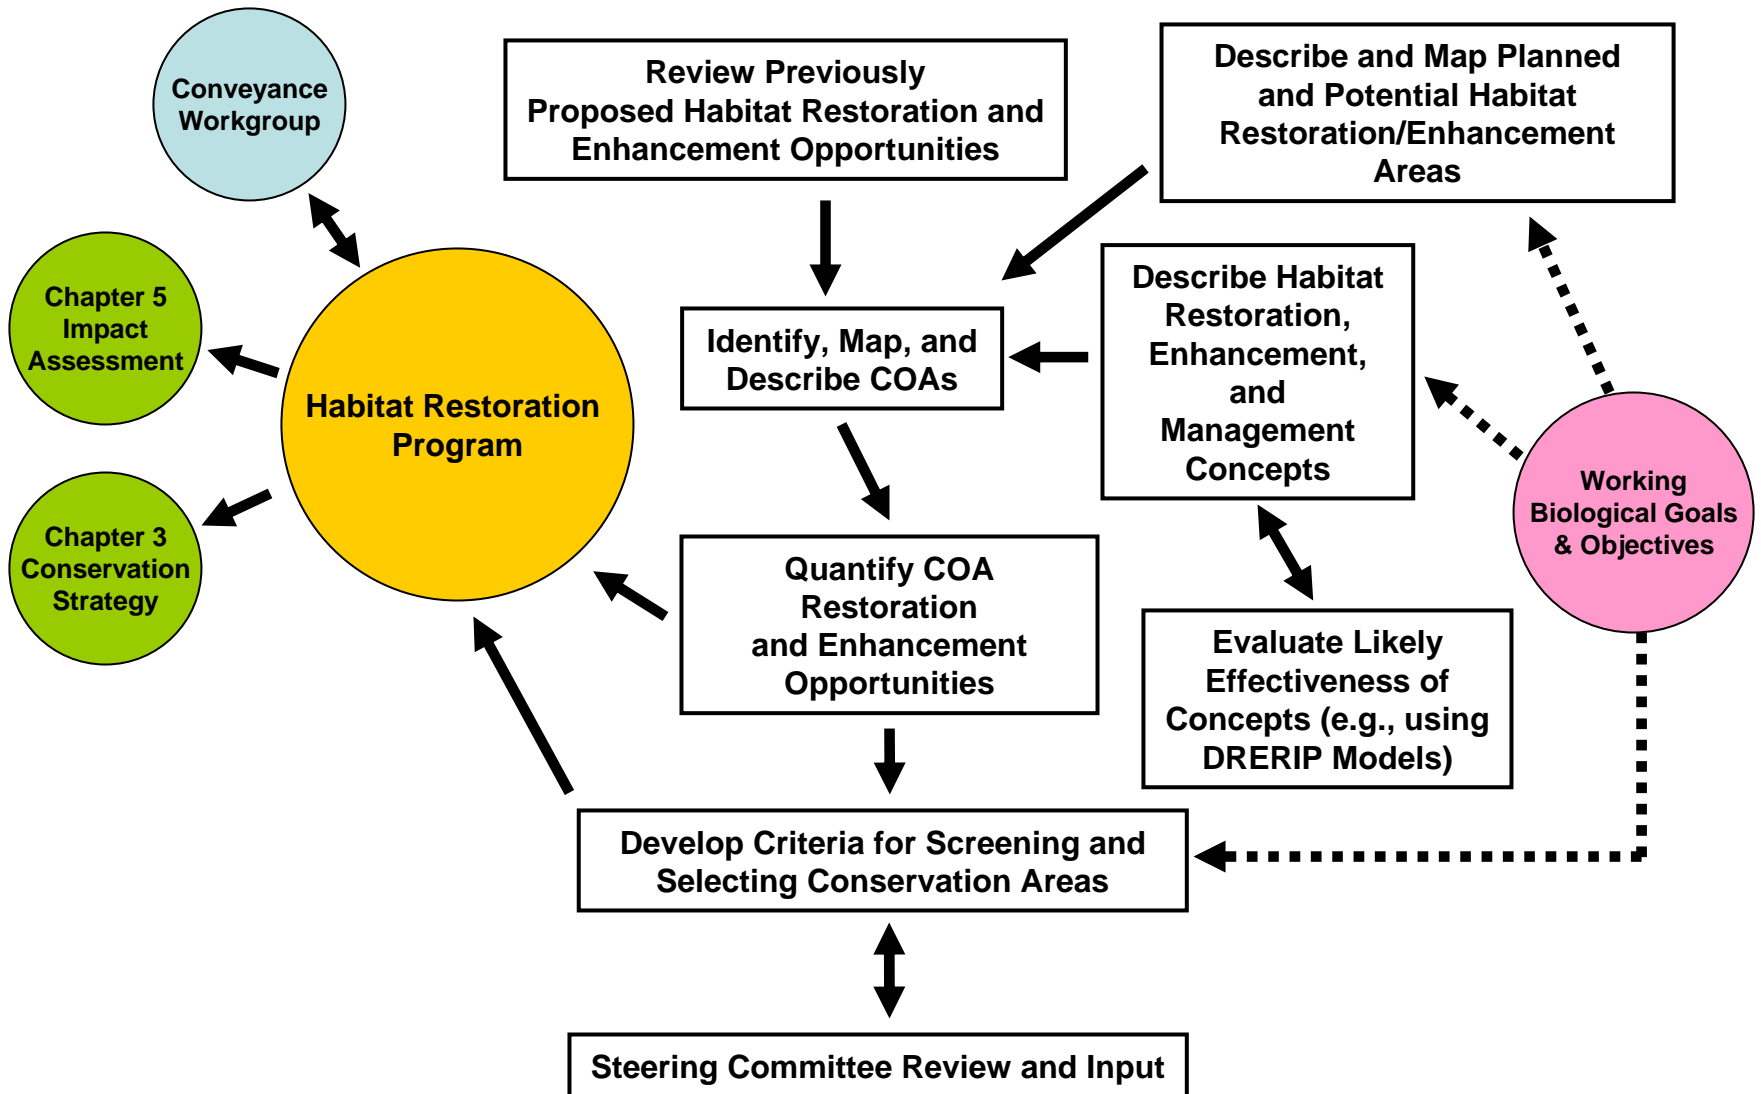 Conveyance
Workgroup
Review Previously
Proposed Habitat Restoration and
Enhancement Opportunities
Describe and Map Planned
and Potential Habitat
Restoration/Enhancement
Areas
Chapter 5
Impact
Assessment
Habitat Restoration
Program
Identify, Map, and
Describe COAs
Describe Habitat
Restoration,
Enhancement,
and
Management
Concepts
Working
Biological Goals
& Objectives
Chapter 3
Conservation
Strategy
Quantify COA
Restoration
and Enhancement
Opportunities
Evaluate Likely
Effectiveness of
Concepts (e.g., using
DRERIP Models)
Develop Criteria for Screening and
Selecting Conservation Areas
Steering Committee Review and Input